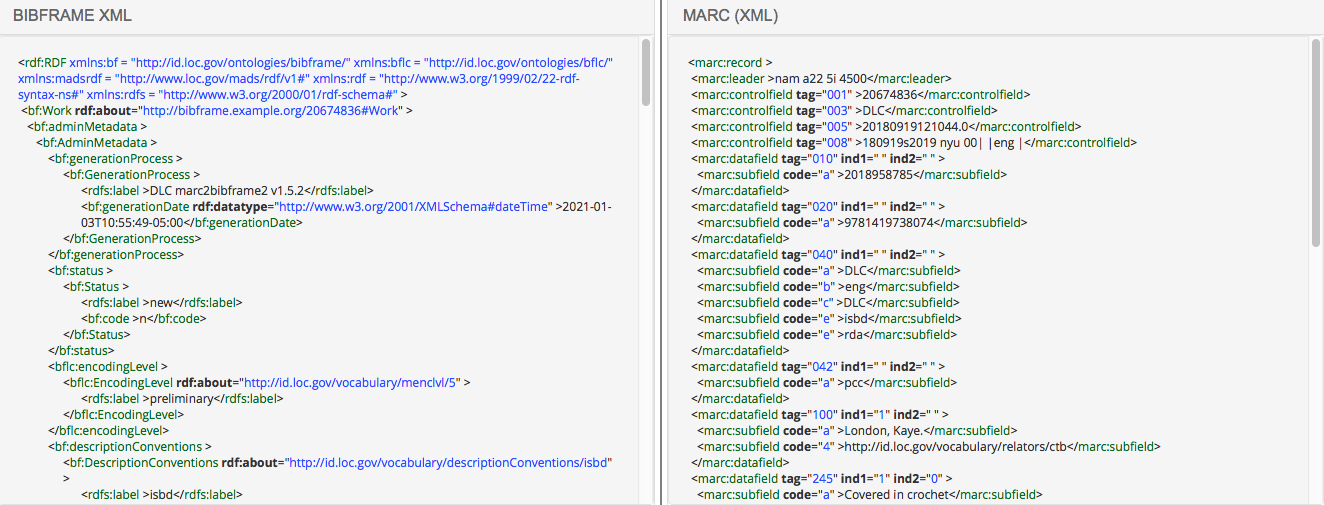 BIBFRAME XML
<rdf:RDF xmlns:bf = "http://id.loc.gov/ontologies/bibframe/" xmlns:bflc = "http://id.loc.gov/ontologies/bflc/"
xmlns:madsrdf = "http://www.loc.gov/mads/rdf/v1#" xmlns:rdf = "http://www.w3.org/1999/02/22-rdf-
syntax-ns#" xmlns:rdfs = "http://www.w3.org/2000/01/rdf-schema#" >
<bf:Work rdf:about="http://bibframe.example.org/20674836#Work" >
<bf:adminMetadata >
<bf:AdminMetadata >
<bf:generationProcess >
<bf:GenerationProcess >
<rdfs:label >DLC marc2bibframe2 v1.5.2</rdfs:label>
<bf:generationDate rdf:datatype="http://www.w3.org/2001/XMLSchema#dateTime" >2021-01-
03T10:55:49-05:00</bf:generationDate>
</bf:GenerationProcess>
</bf:generationProcess>
<bf:status >
<bf:Status >
<rdfs:label >new</rdfs:label>
<bf:code >n</bf:code>
</bf:Status>
</bf:status>
<bflc:encodingLevel >
<bflc:EncodingLevel rdf:about="http://id.loc.gov/vocabulary/menclvl/5" >
<rdfs:label >preliminary</rdfs:label>
</bflc:EncodingLevel>
</bflc:encodingLevel>
<bf:descriptionConventions >
<bf:DescriptionConventions rdf:about="http://id.loc.gov/vocabulary/descriptionConventions/isbd"
>
<rdfs:label >isbd</rdfs:label>
MARC (XML)
<marc:record >
<marc:leader >nam a22 5i 4500</marc:leader>
<marc:controlfield tag="001" >20674836</marc:controlfield>
<marc:controlfield tag="003" >DLC</marc:controlfield>
<marc:controlfield tag="005" >20180919121044.0</marc:controlfield>
<marc:controlfield tag="008" >180919s2019 nyu 00| |eng |</marc:controlfield>
<marc:datafield tag="010" ind1=" " ind2=" " >
<marc:subfield code="a" >2018958785</marc:subfield>
</marc:datafield>
<marc:datafield tag="020" ind1=" " ind2=" " >
<marc:subfield code="a" >9781419738074</marc:subfield>
</marc:datafield>
<marc:datafield tag="040" ind1=" " ind2=" " >
<marc:subfield code="a" >DLC</marc:subfield>
<marc:subfield code="b" >eng</marc:subfield>
<marc:subfield code="c" >DLC</marc:subfield>
<marc:subfield code="e" >isbd</marc:subfield>
<marc:subfield code="e" >rda</marc:subfield>
</marc:datafield>
<marc:datafield tag="042" ind1=" " ind2=" " >
<marc:subfield code="a" >pcc</marc:subfield>
</marc:datafield>
<marc:datafield tag="100" ind1="1" ind2=" " >
<marc:subfield code="a" >London, Kaye.</marc:subfield>
<marc:subfield code="4" >http://id.loc.gov/vocabulary/relators/ctb</marc:subfield>
</marc:datafield>
<marc:datafield tag="245" ind1="1" ind2="0" >
<marc:subfield code="a" >Covered in crochet</marc:subfield>